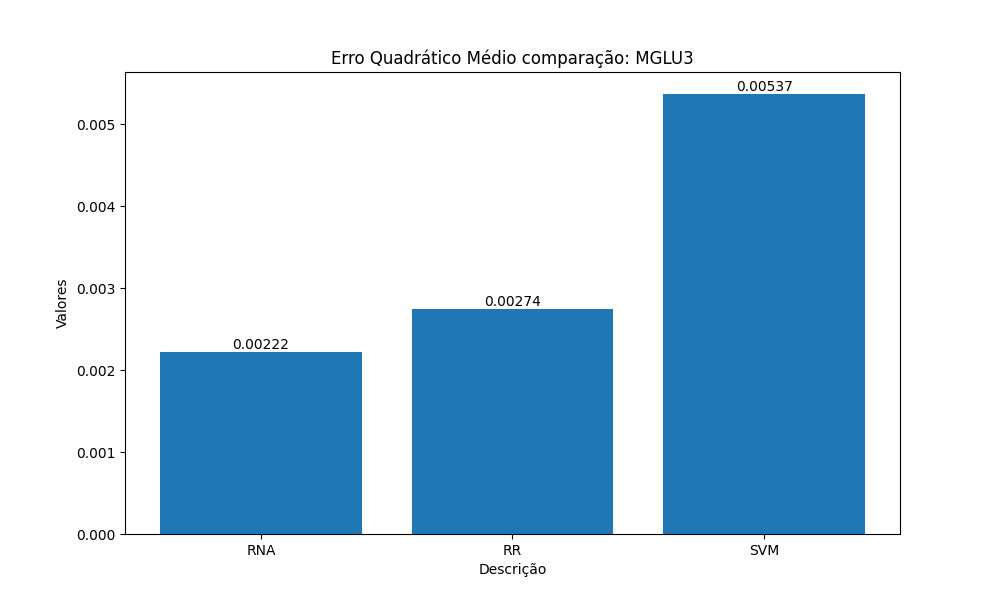 Erro Quadrático Médio comparação: MGLU3
0.00537
0.005
0.004
0.003
0.00274
0.00222
0.002
0.001
0.000
Valores
RNA
RR
SVM
Descrição